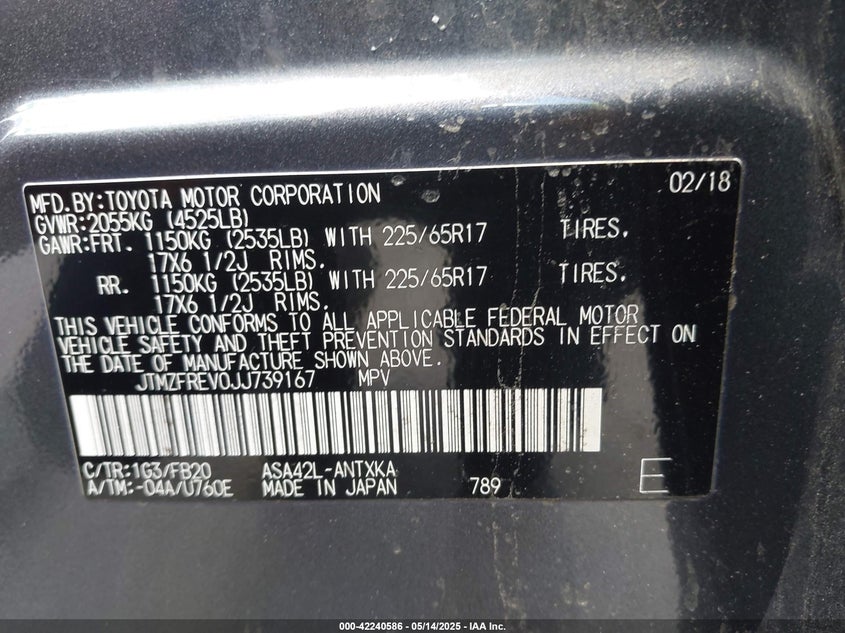 MFD.BY:TOYOTA MOTOR CORPORATION 02/18
GVWR:2055KG (4525LB)
GAWR:FRT. 1150KG (2535LB) WITH 225/65R17 TIRES.
17X6 1/2J RIMS.
RR. 1150KG (2535LB) WITH 225/65R17 TIRES.
17X6 1/2J RIMS.
THIS VEHICLE CONFORMS TO ALL APPLICABLE FEDERAL MOTOR
VEHICLE SAFETY AND THEFT PREVENTION STANDARDS IN EFFECT ON
THE DATE OF MANUFACTURE SHOWN ABOVE.
JTMZFREV0JJ739167 MPV
C/TR:1G3/FB20 ASA42L-ANTXKA
A/TM:-04A/U760E MADE IN JAPAN 789 E
000-42240586 - 05/14/2025 - IAA Inc.